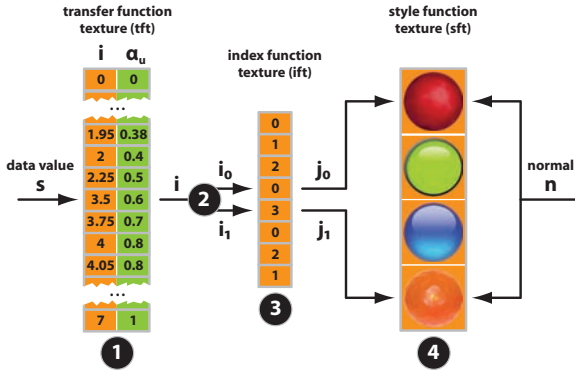 transfer function
texture (tft)
i αu
0 0
...
1.95 0.38
2 0.4
2.25 0.5
3.5 0.6
3.75 0.7
4 0.8
4.05 0.8
...
7 1
1
data value
s
i
2
i0
i1
index function
texture (ift)
0
1
2
0
3
0
2
1
3
j0
j1
style function
texture (sft)
4
normal
n